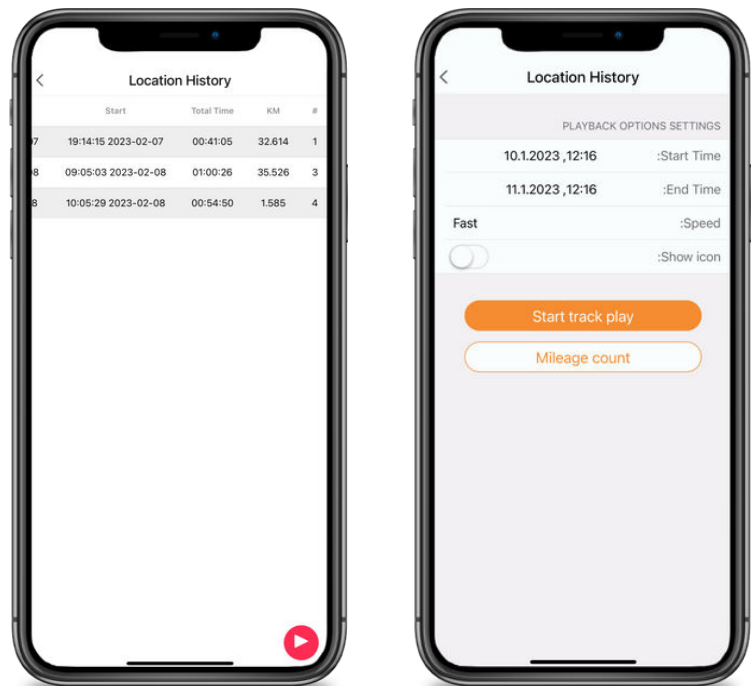 Location History
Start Total Time KM #
07 19:14:15 2023-02-07 00:41:05 32.614 1
08 09:05:03 2023-02-08 01:00:26 35.526 3
8 10:05:29 2023-02-08 00:54:50 1.585 4
Location History
PLAYBACK OPTIONS SETTINGS
10.1.2023 ,12:16 :Start Time
11.1.2023 ,12:16 :End Time
Fast :Speed
:Show icon
Start track play
Mileage count